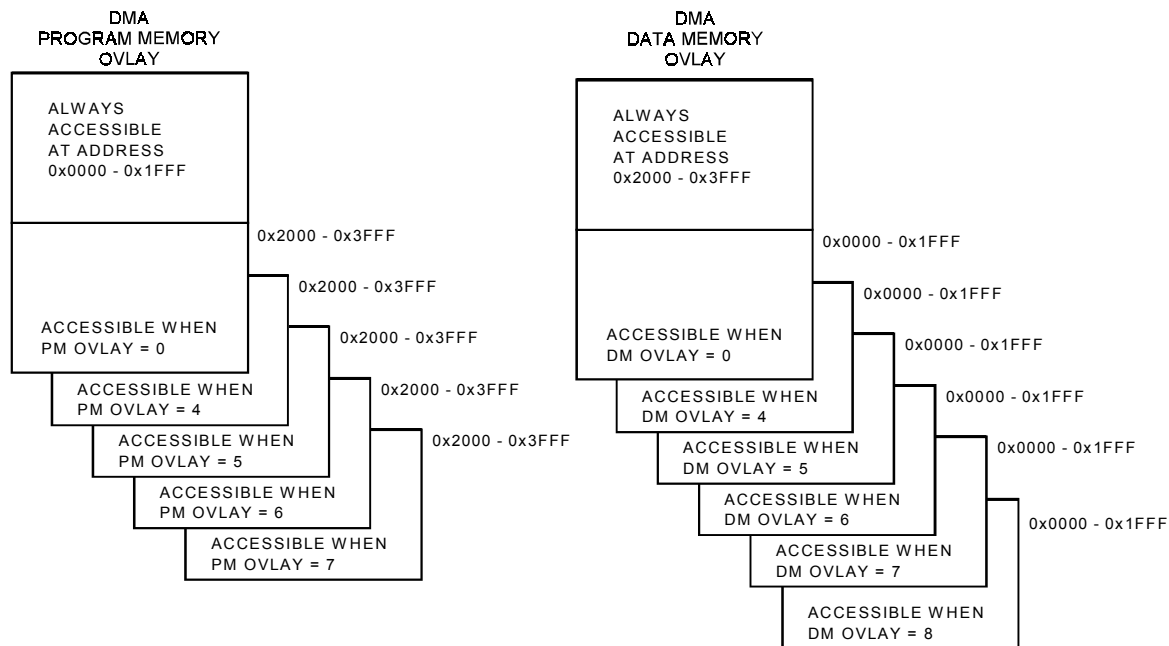 DMA
PROGRAM MEMORY
OVLAY
ALWAYS
ACCESSIBLE
AT ADDRESS
0x0000 - 0x1FFF
0x2000 - 0x3FFF
0x2000 - 0x3FFF
0x2000 - 0x3FFF
0x2000 - 0x3FFF
0x2000 - 0x3FFF
ACCESSIBLE WHEN
PM OVLAY = 0
ACCESSIBLE WHEN
PM OVLAY = 4
ACCESSIBLE WHEN
PM OVLAY = 5
ACCESSIBLE WHEN
PM OVLAY = 6
ACCESSIBLE WHEN
PM OVLAY = 7
DMA
DATA MEMORY
OVLAY
ALWAYS
ACCESSIBLE
AT ADDRESS
0x2000 - 0x3FFF
0x0000 - 0x1FFF
0x0000 - 0x1FFF
0x0000 - 0x1FFF
0x0000 - 0x1FFF
0x0000 - 0x1FFF
0x0000 - 0x1FFF
ACCESSIBLE WHEN
DM OVLAY = 0
ACCESSIBLE WHEN
DM OVLAY = 4
ACCESSIBLE WHEN
DM OVLAY = 5
ACCESSIBLE WHEN
DM OVLAY = 6
ACCESSIBLE WHEN
DM OVLAY = 7
ACCESSIBLE WHEN
DM OVLAY = 8